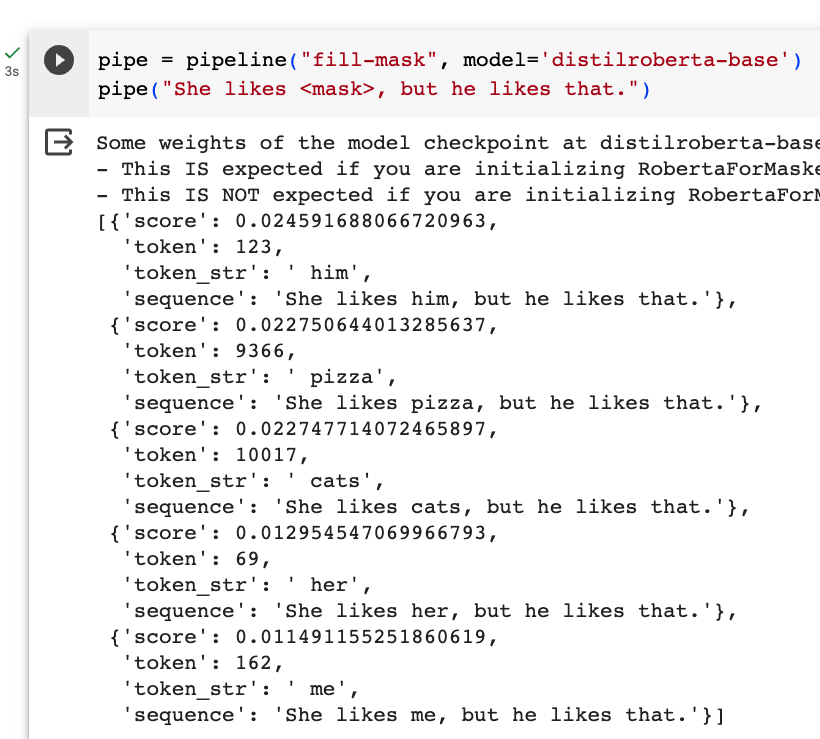 pipe = pipeline("fill-mask", model='distilroberta-base')
3s
pipe("She likes <mask>, but he likes that.")
Some weights of the model checkpoint at distilroberta-base
- This IS expected if you are initializing RobertaForMaske
- This IS NOT expected if you are initializing RobertaForM
[{'score': 0.024591688066720963,
  'token': 123,
  'token_str': ' him',
  'sequence': 'She likes him, but he likes that.'},
 {'score': 0.022750644013285637,
  'token': 9366,
  'token_str': ' pizza',
  'sequence': 'She likes pizza, but he likes that.'},
 {'score': 0.022747714072465897,
  'token': 10017,
  'token_str': ' cats',
  'sequence': 'She likes cats, but he likes that.'},
 {'score': 0.012954547069966793,
  'token': 69,
  'token_str': ' her',
  'sequence': 'She likes her, but he likes that.'},
 {'score': 0.011491155251860619,
  'token': 162,
  'token_str': ' me',
  'sequence': 'She likes me, but he likes that.'}]